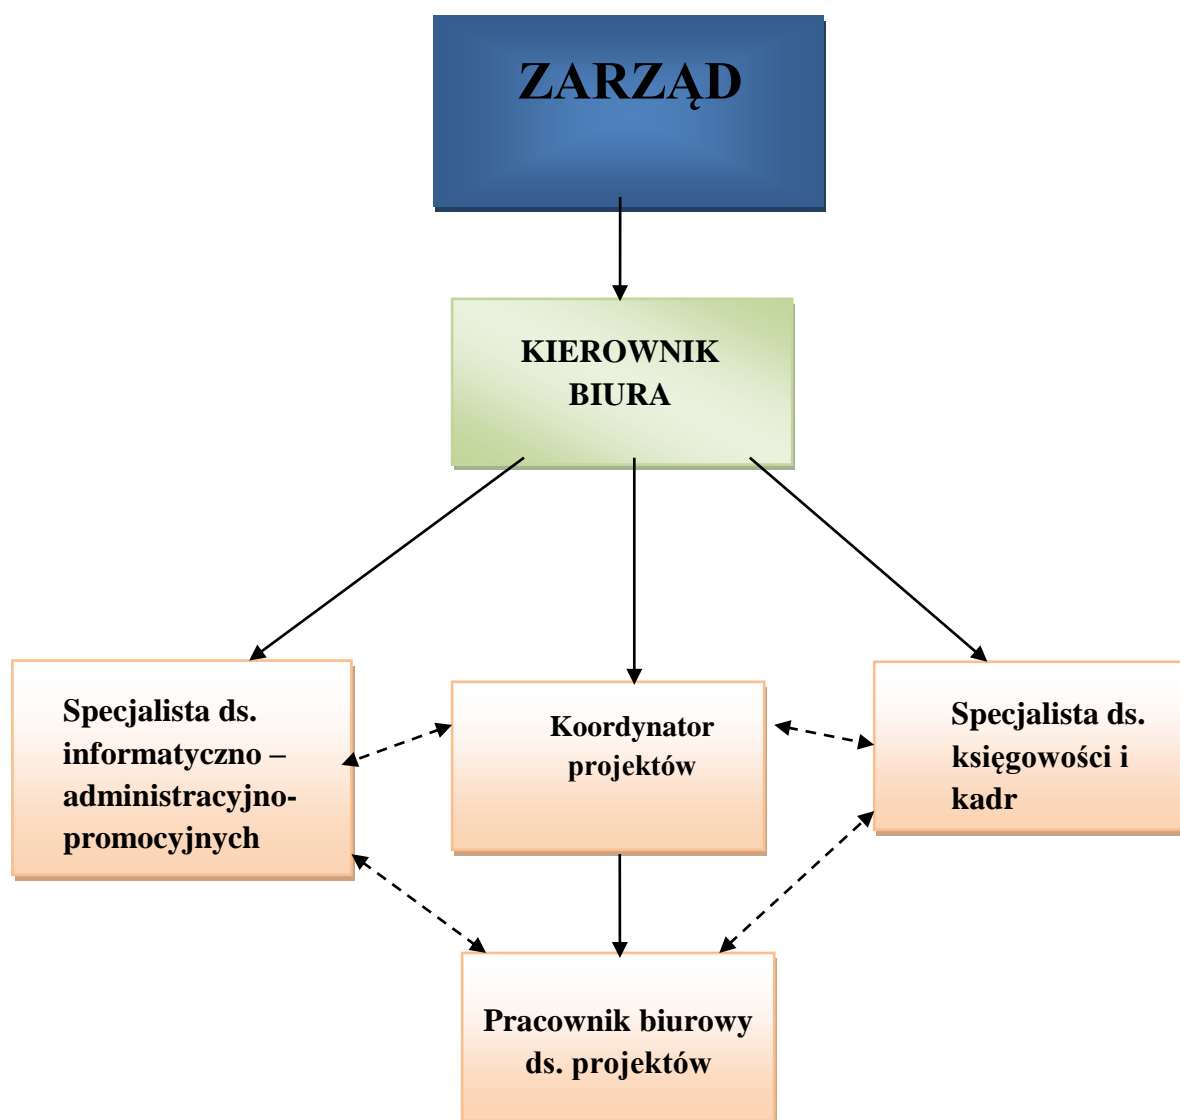 ZARZĄD
KIEROWNIK
BIURA
Specjalista ds.
informatyczno –
administracyjno-
promocyjnych
Koordynator
projektów
Specjalista ds.
księgowości i
kadr
Pracownik biurowy
ds. projektów